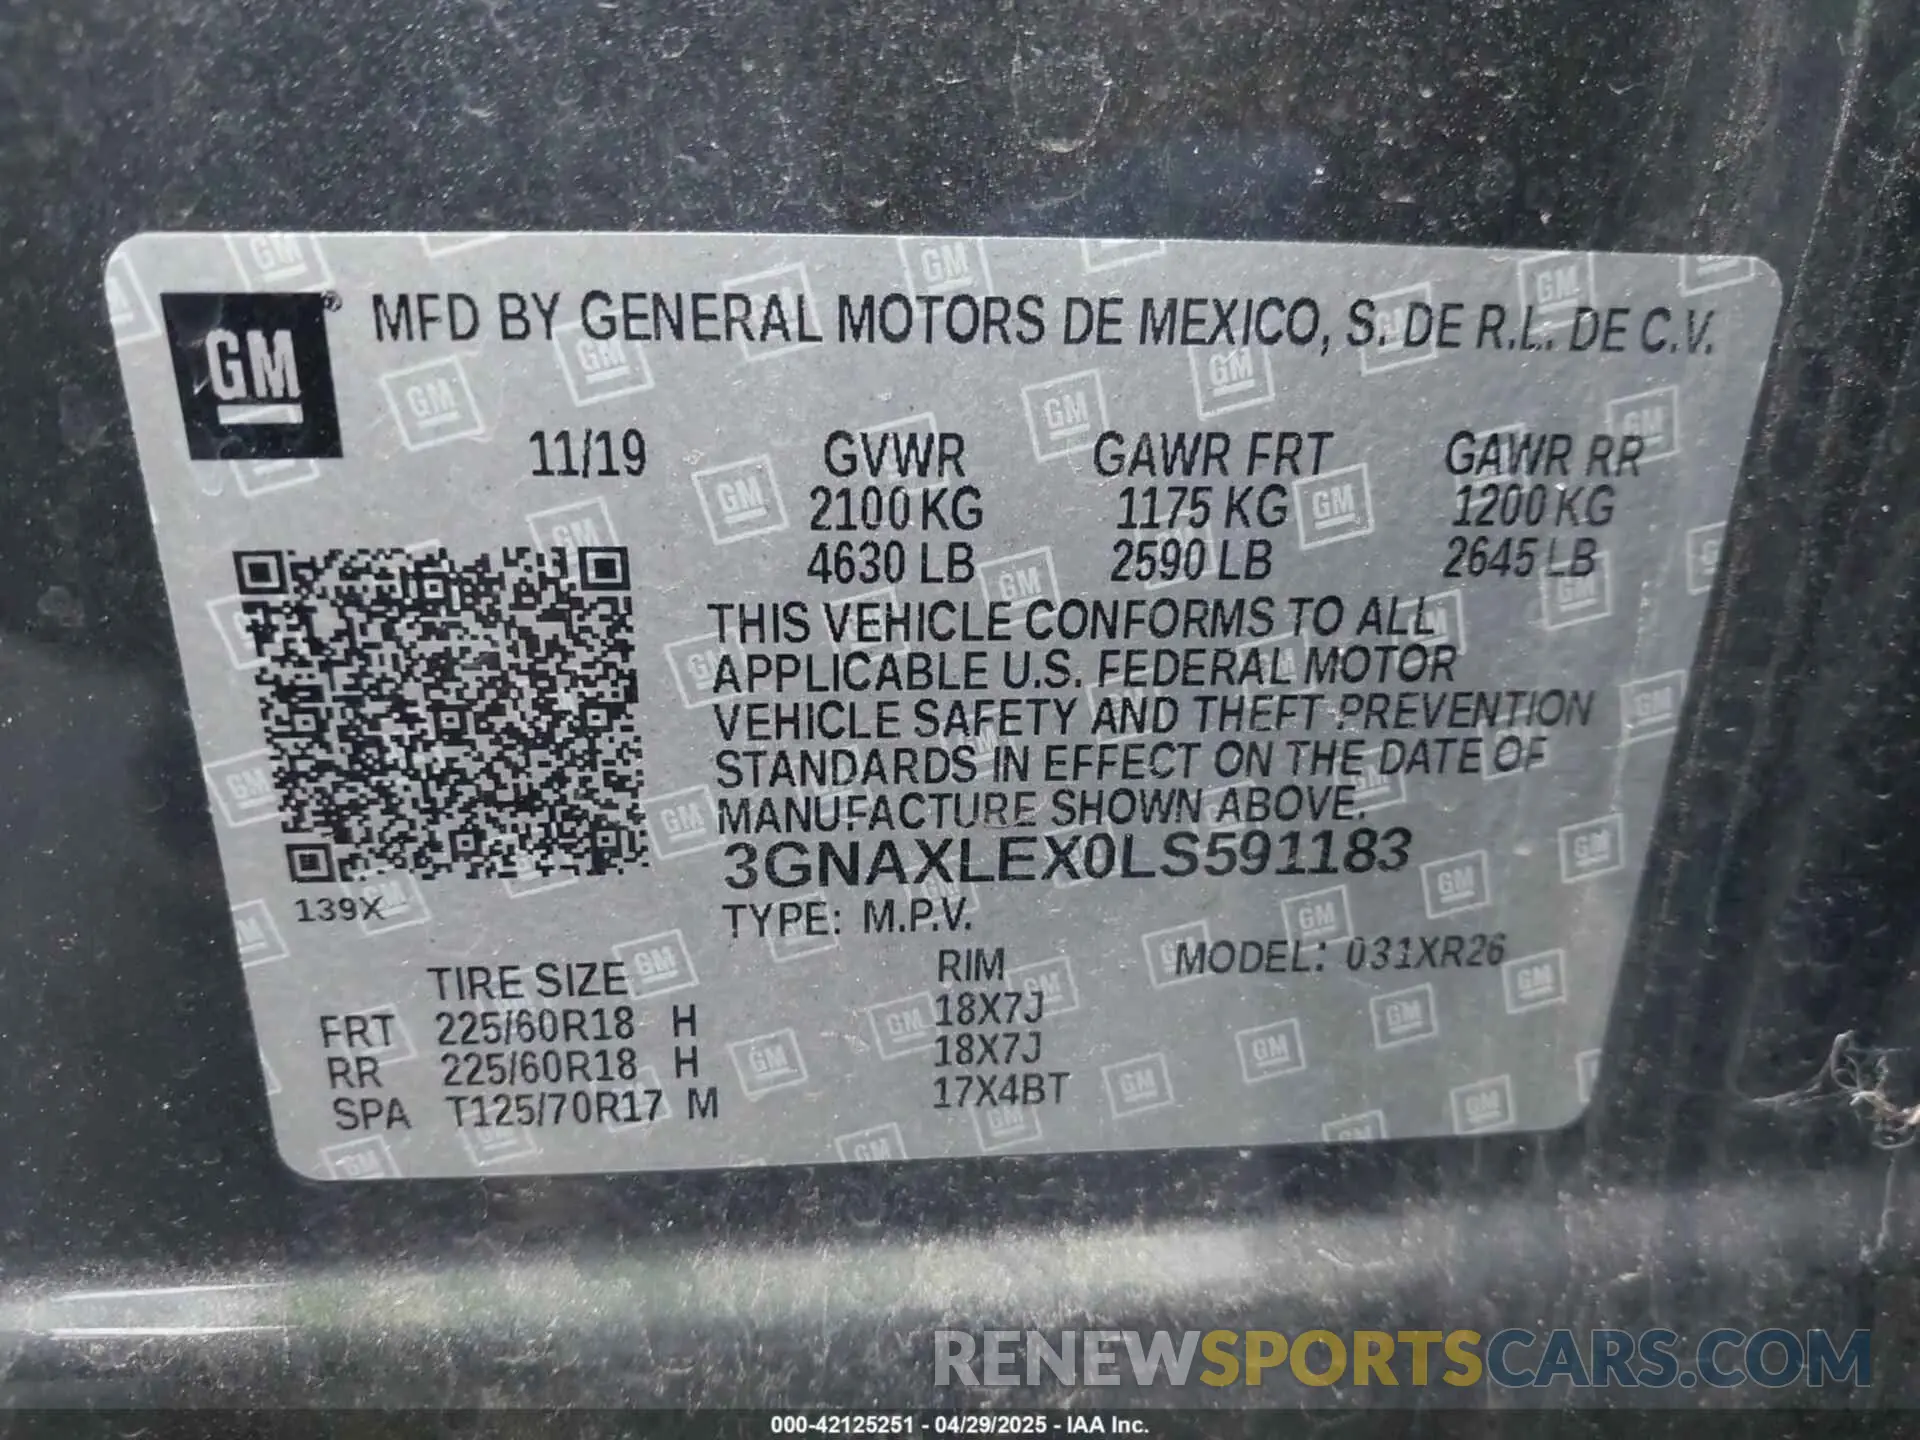 GM® MFD BY GENERAL MOTORS DE MEXICO, S. DE R.L. DE C.V.
11/19 GVWR GAWR FRT GAWR RR
2100 KG 1175 KG 1200 KG
4630 LB 2590 LB 2645 LB
THIS VEHICLE CONFORMS TO ALL
APPLICABLE U.S. FEDERAL MOTOR
VEHICLE SAFETY AND THEFT PREVENTION
STANDARDS IN EFFECT ON THE DATE OF
MANUFACTURE SHOWN ABOVE.
3GNAXLEX0LS591183
139X
TYPE: M.P.V.
MODEL: 031XR26
TIRE SIZE RIM
FRT 225/60R18 H 18X7J
RR 225/60R18 H 18X7J
SPA T125/70R17 M 17X4BT
RENEWSPORTSCARS.COM
000-42125251 - 04/29/2025 - IAA Inc.